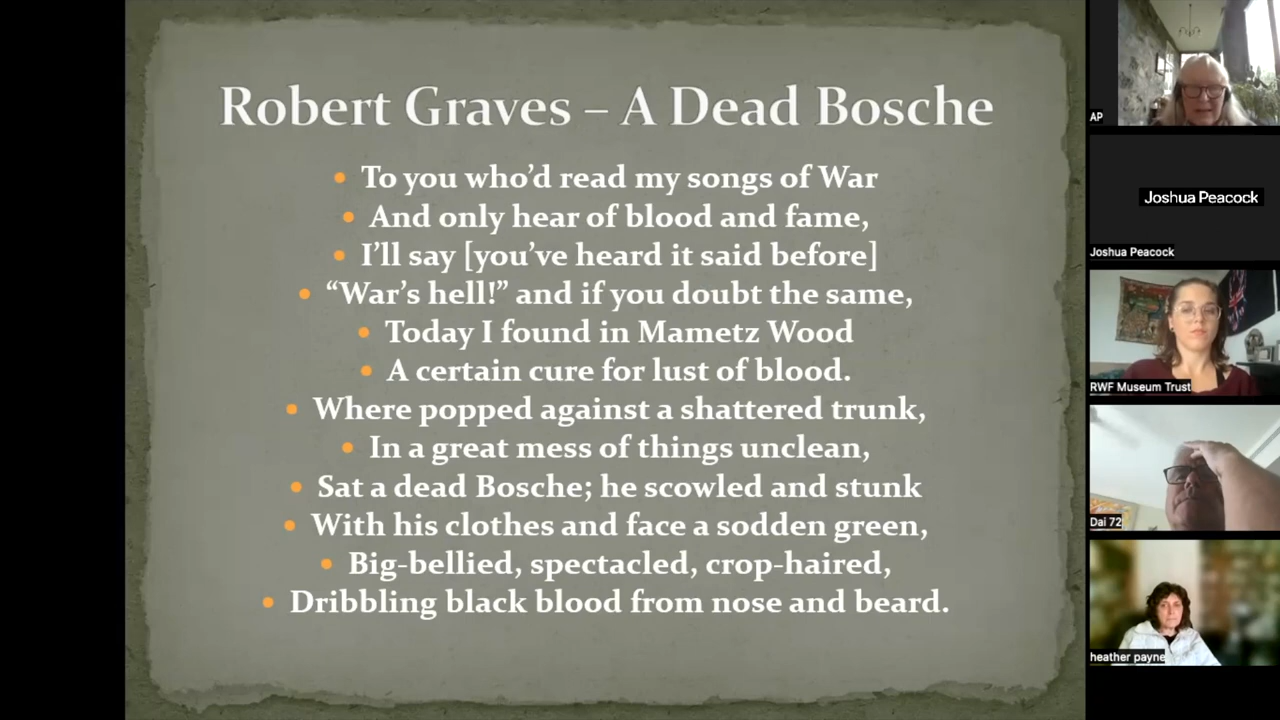 Robert Graves – A Dead Bosche
• To you who’d read my songs of War
• And only hear of blood and fame,
• I’ll say [you’ve heard it said before]
• “War’s hell!” and if you doubt the same,
• Today I found in Mametz Wood
• A certain cure for lust of blood.
• Where popped against a shattered trunk,
• In a great mess of things unclean,
• Sat a dead Bosche; he scowled and stunk
• With his clothes and face a sodden green,
• Big-bellied, spectacled, crop-haired,
• Dribbling black blood from nose and beard.
AP
Joshua Peacock
Joshua Peacock
RWF Museum Trust
Dai 72
heather payne